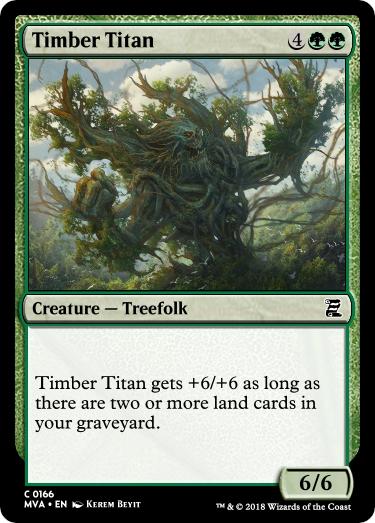 Timber Titan 4
Creature — Treefolk
Timber Titan gets +6/+6 as long as
there are two or more land cards in
your graveyard.
6/6
C 0166
MVA • EN Kerem Beyit
™ & © 2018 Wizards of the Coast